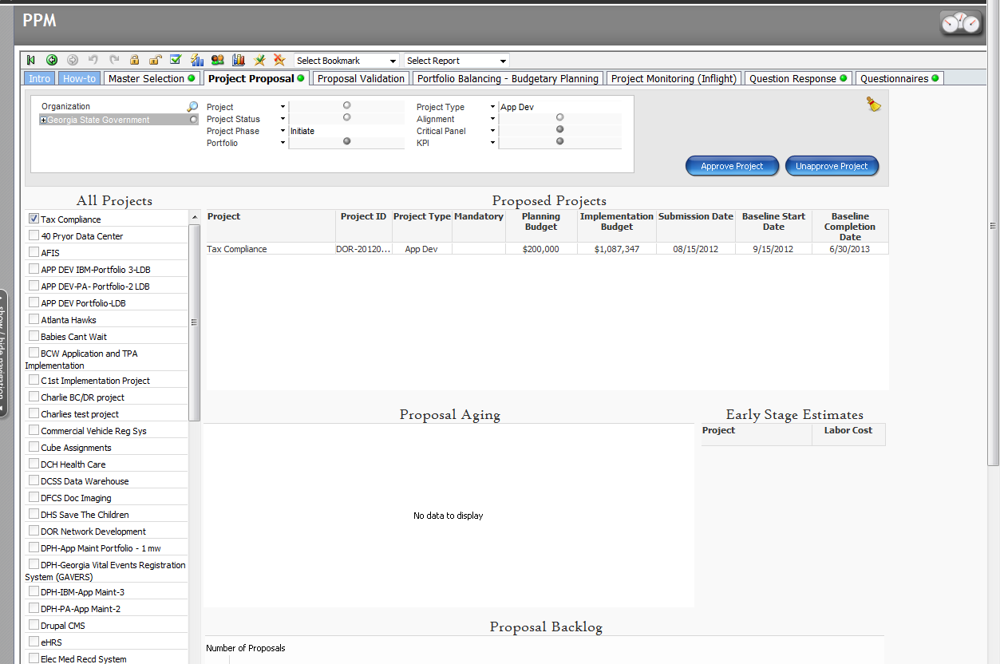 PPM
Select Bookmark
Select Report
Intro
How-to
Master Selection
Project Proposal
Proposal Validation
Portfolio Balancing - Budgetary Planning
Project Monitoring (Inflight)
Question Response
Questionnaires
Organization
Georgia State Government
Project
Project Status
Project Phase
Initiate
Portfolio
Project Type
App Dev
Alignment
Critical Panel
KPI
Approve Project
Unapprove Project
show / hide navigation
All Projects
Tax Compliance
40 Pryor Data Center
AFIS
APP DEV IBM-Portfolio 3-LDB
APP DEV-PA- Portfolio-2 LDB
APP DEV Portfolio-LDB
Atlanta Hawks
Babies Cant Wait
BCW Application and TPA
Implementation
C1st Implementation Project
Charlie BC/DR project
Charlies test project
Commercial Vehicle Reg Sys
Cube Assignments
DCH Health Care
DCSS Data Warehouse
DFCS Doc Imaging
DHS Save The Children
DOR Network Development
DPH-App Maint Portfolio - 1 mw
DPH-Georgia Vital Events Registration
System (GAVERS)
DPH-IBM-App Maint-3
DPH-PA-App Maint-2
Drupal CMS
eHRS
Elec Med Recd System
Proposed Projects
Project
Project ID
Project Type
Mandatory
Planning
Budget
Implementation
Budget
Submission Date
Baseline Start
Date
Baseline
Completion
Date
Tax Compliance
DOR-20120...
App Dev
$200,000
$1,087,347
08/15/2012
9/15/2012
6/30/2013
Proposal Aging
No data to display
Early Stage Estimates
Project
Labor Cost
Proposal Backlog
Number of Proposals